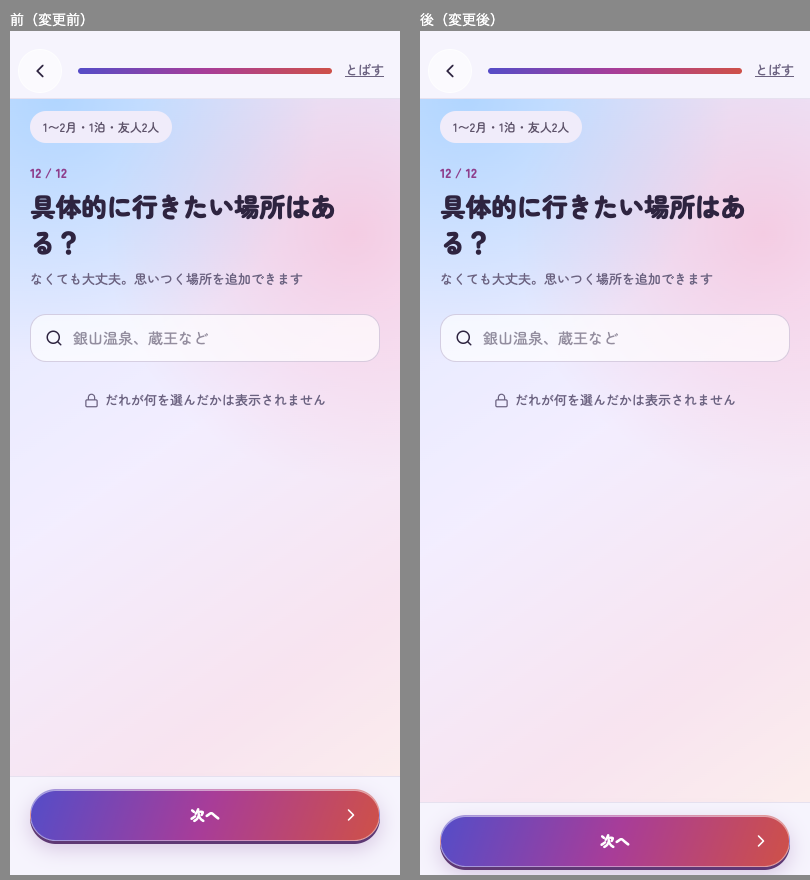 前（変更前）
とばす
1〜2月・1泊・友人2人
12 / 12
具体的に行きたい場所はあ
る？
なくても大丈夫。思いつく場所を追加できます
銀山温泉、蔵王など
だれが何を選んだかは表示されません
次へ
後（変更後）
とばす
1〜2月・1泊・友人2人
12 / 12
具体的に行きたい場所はあ
る？
なくても大丈夫。思いつく場所を追加できます
銀山温泉、蔵王など
だれが何を選んだかは表示されません
次へ